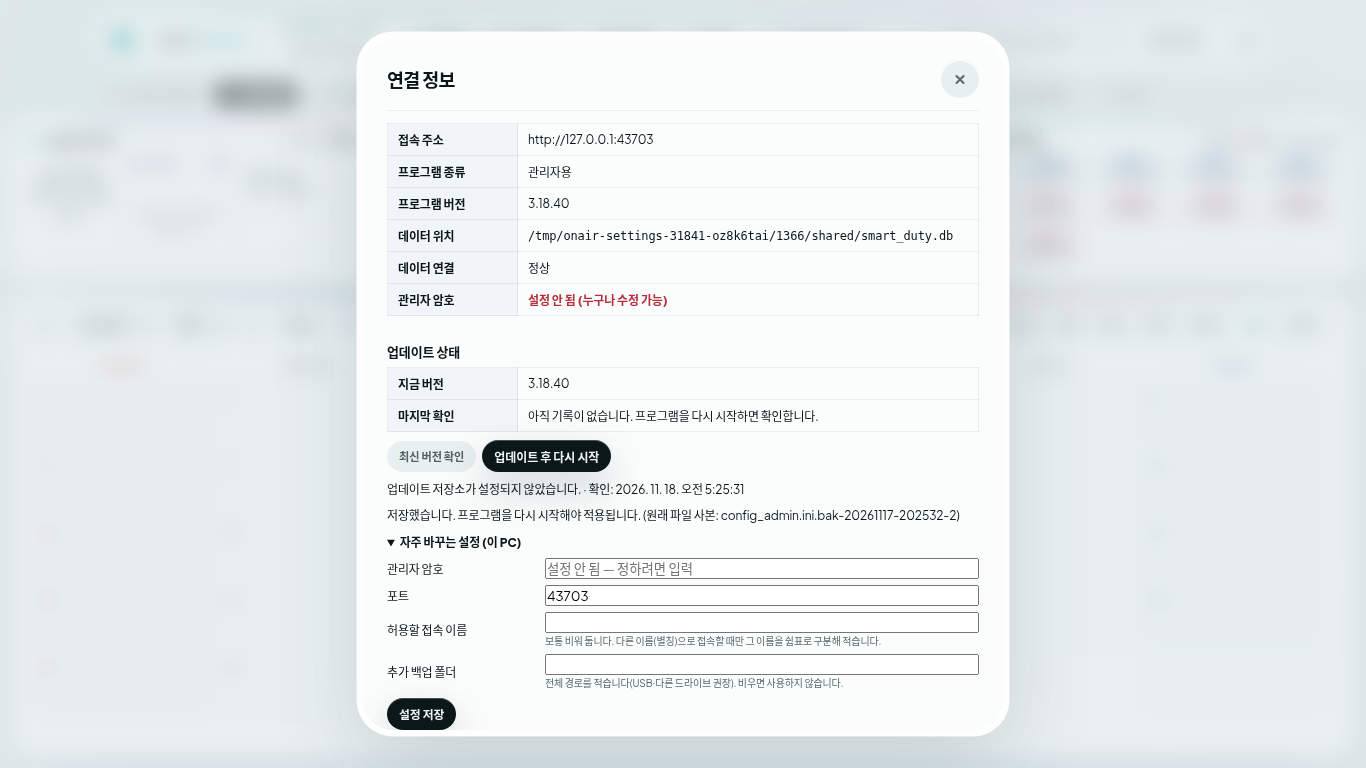 연결 정보
×
접속 주소 http://127.0.0.1:43703
프로그램 종류 관리자용
프로그램 버전 3.18.40
데이터 위치 /tmp/onair-settings-31841-oz8k6tai/1366/shared/smart_duty.db
데이터 연결 정상
관리자 암호 설정 안 됨 (누구나 수정 가능)
업데이트 상태
지금 버전 3.18.40
마지막 확인 아직 기록이 없습니다. 프로그램을 다시 시작하면 확인합니다.
최신 버전 확인 업데이트 후 다시 시작
업데이트 저장소가 설정되지 않았습니다. · 확인: 2026. 11. 18. 오전 5:25:31
저장했습니다. 프로그램을 다시 시작해야 적용됩니다. (원래 파일 사본: config_admin.ini.bak-20261117-202532-2)
▼ 자주 바꾸는 설정 (이 PC)
관리자 암호 설정 안 됨 — 정하려면 입력
포트 43703
허용할 접속 이름
보통 비워 둡니다. 다른 이름(별칭)으로 접속할 때만 그 이름을 쉼표로 구분해 적습니다.
추가 백업 폴더
전체 경로를 적습니다(USB·다른 드라이브 권장). 비우면 사용하지 않습니다.
설정 저장